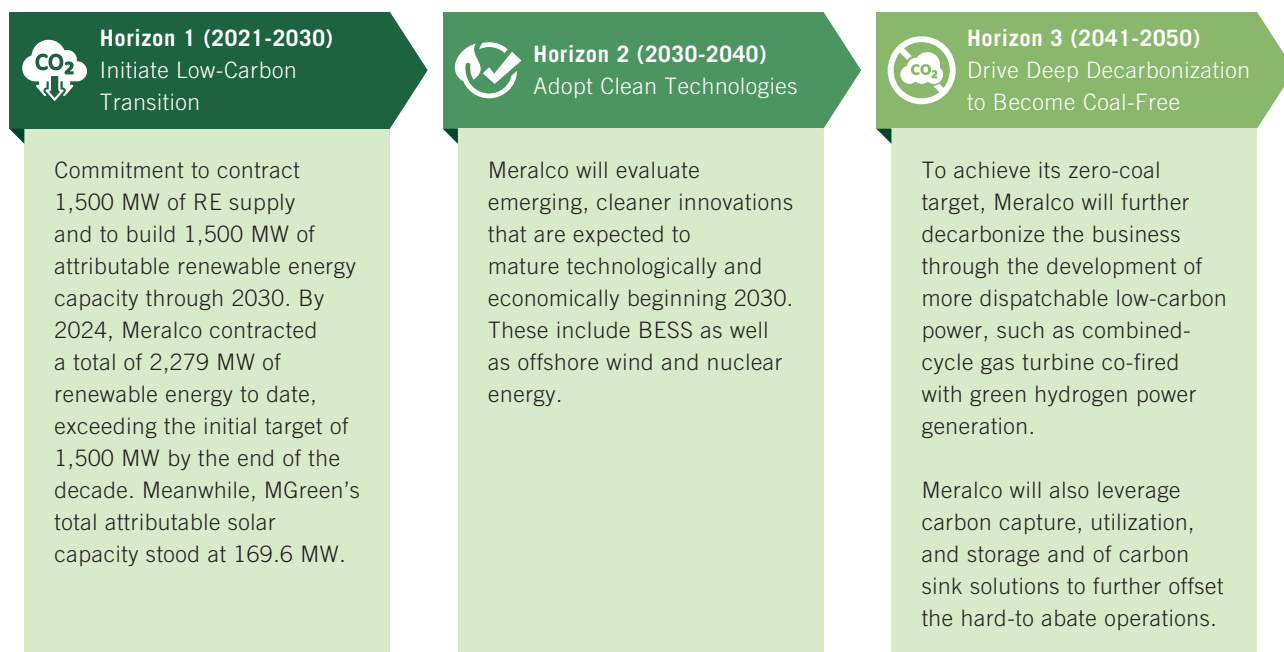 CO₂
Horizon 1 (2021-2030)
Initiate Low-Carbon
Transition
Commitment to contract
1,500 MW of RE supply
and to build 1,500 MW of
attributable renewable energy
capacity through 2030. By
2024, Meralco contracted
a total of 2,279 MW of
renewable energy to date,
exceeding the initial target of
1,500 MW by the end of the
decade. Meanwhile, MGreen’s
total attributable solar
capacity stood at 169.6 MW.
Horizon 2 (2030-2040)
Adopt Clean Technologies
Meralco will evaluate
emerging, cleaner innovations
that are expected to
mature technologically and
economically beginning 2030.
These include BESS as well
as offshore wind and nuclear
energy.
CO₂
Horizon 3 (2041-2050)
Drive Deep Decarbonization
to Become Coal-Free
To achieve its zero-coal
target, Meralco will further
decarbonize the business
through the development of
more dispatchable low-carbon
power, such as combined-
cycle gas turbine co-fired
with green hydrogen power
generation.
Meralco will also leverage
carbon capture, utilization,
and storage and of carbon
sink solutions to further offset
the hard-to abate operations.